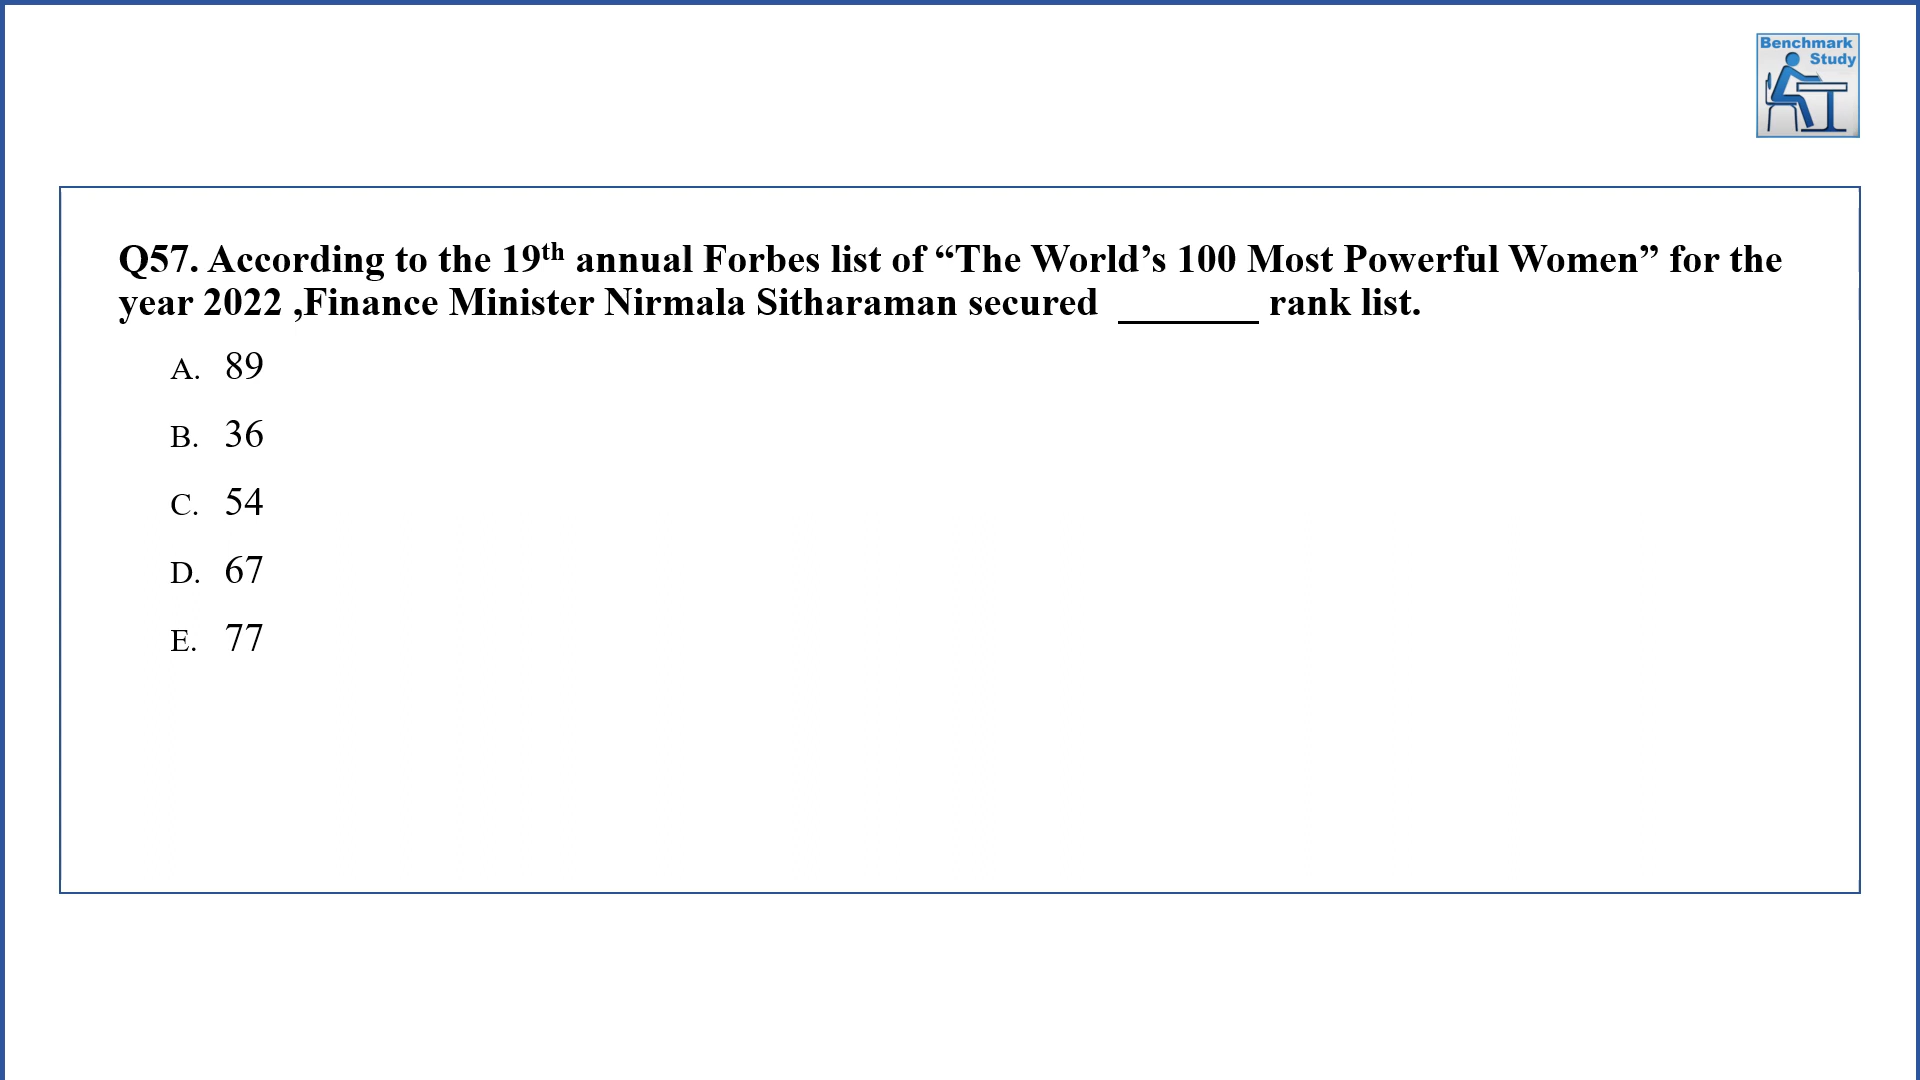 Benchmark
Study
Q57. According to the 19th annual Forbes list of “The World’s 100 Most Powerful Women” for the
year 2022 ,Finance Minister Nirmala Sitharaman secured _______ rank list.
A. 89
B. 36
C. 54
D. 67
E. 77